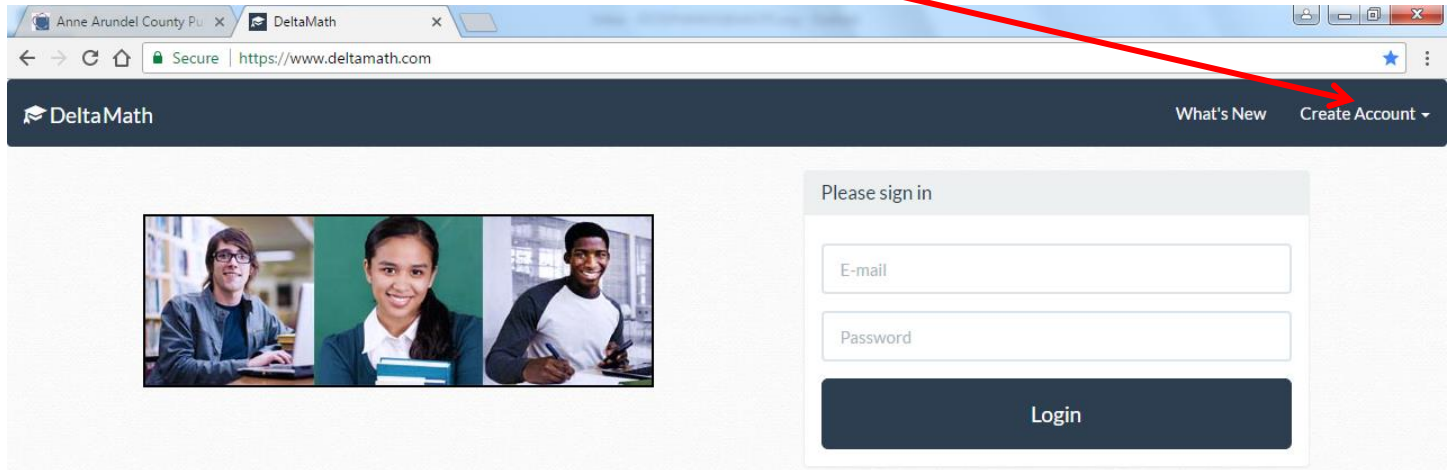 Anne Arundel County Pu
DeltaMath
Secure | https://www.deltamath.com
DeltaMath
What's New
Create Account
Please sign in
E-mail
Password
Login